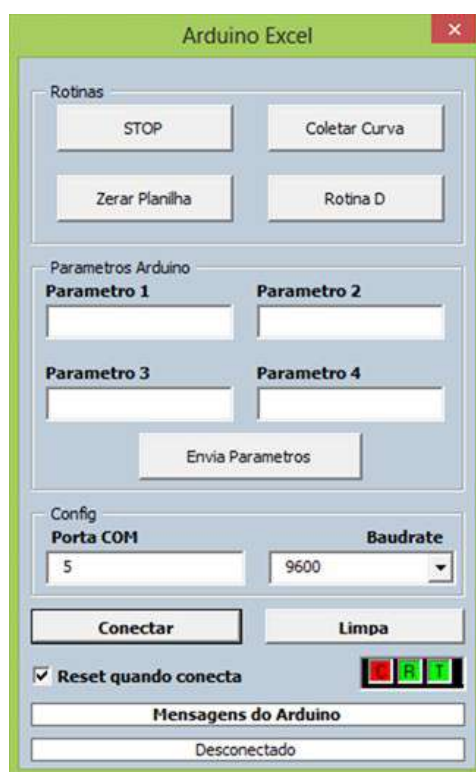 Arduino Excel
Rotinas
STOP Coletar Curva
Zerar Planilha Rotina D
Parametros Arduino
Parametro 1 Parametro 2
Parametro 3 Parametro 4
Envia Parametros
Config
Porta COM Baudrate
5 9600
Conectar Limpa
Reset quando conecta C R T
Mensagens do Arduino
Desconectado